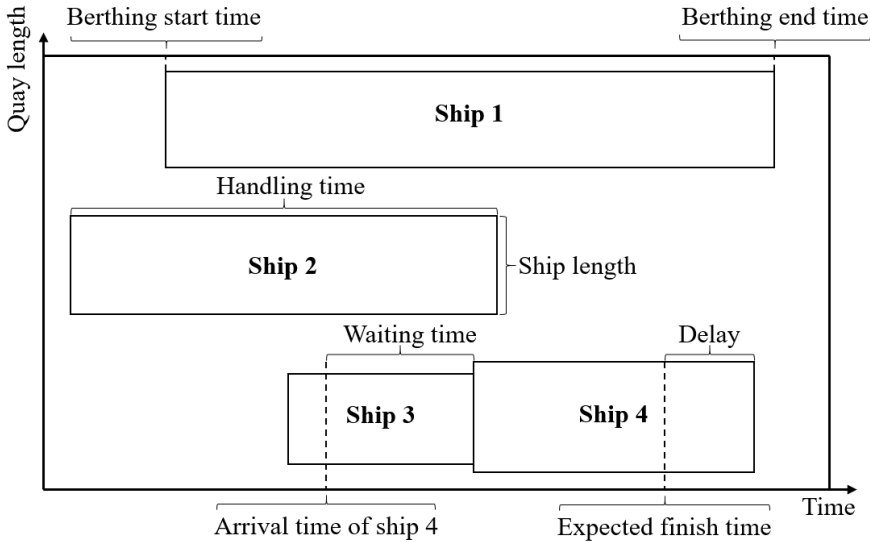 Berthing start time
Berthing end time
Quay length
Ship 1
Handling time
Ship 2
Ship length
Waiting time
Delay
Ship 3
Ship 4
Time
Arrival time of ship 4
Expected finish time